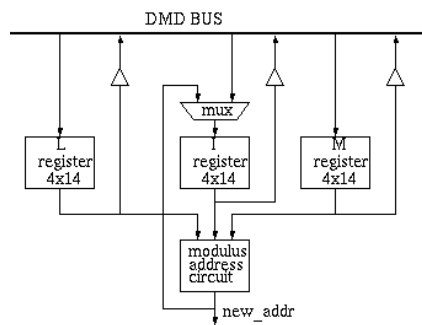 DMD BUS
mux
L
register
4x14
I
register
4x14
M
register
4x14
modulus
address
circuit
new_addr